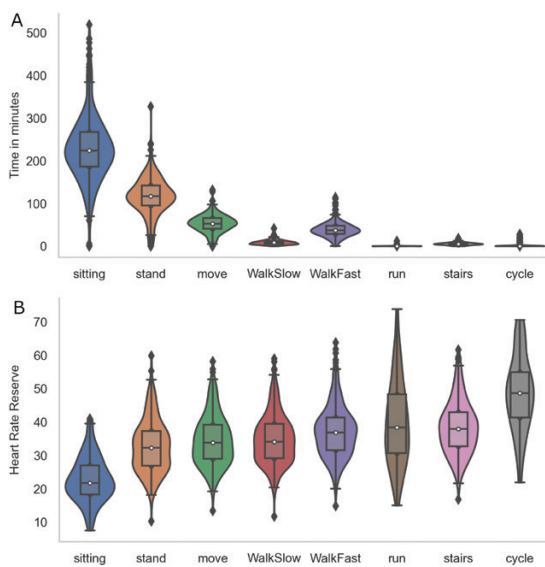 A
Time in minutes
500
400
300
200
100
0
sitting stand move WalkSlow WalkFast run stairs cycle
B
Heart Rate Reserve
70
60
50
40
30
20
10
sitting stand move WalkSlow WalkFast run stairs cycle